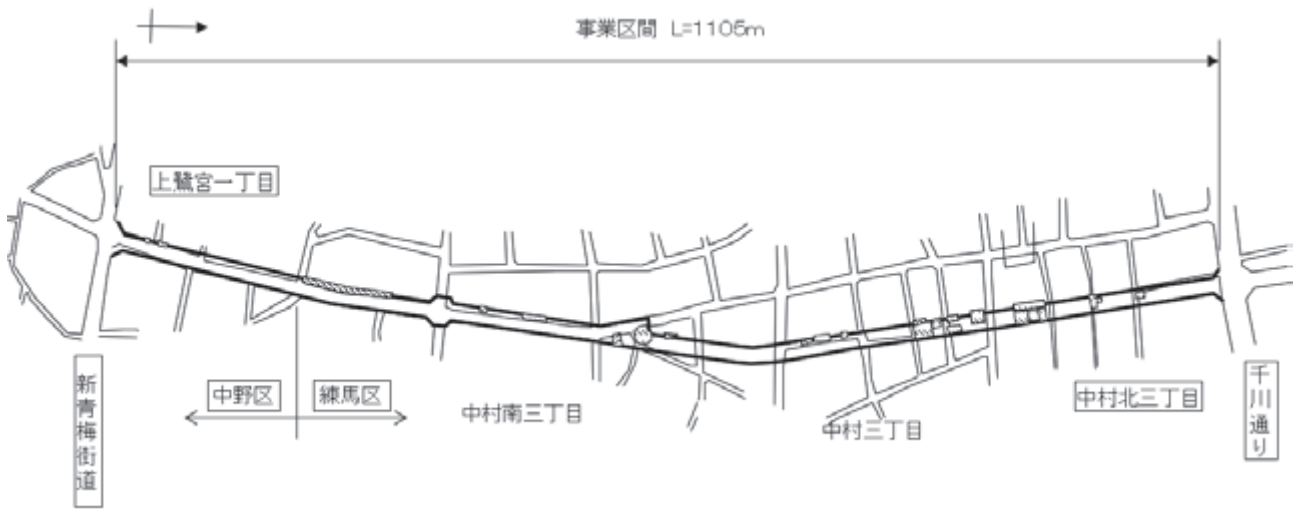 事業区間 L=1105m
上鷺宮一丁目
新青梅街道
中野区
練馬区
中村南三丁目
中村三丁目
中村北三丁目
千川通り